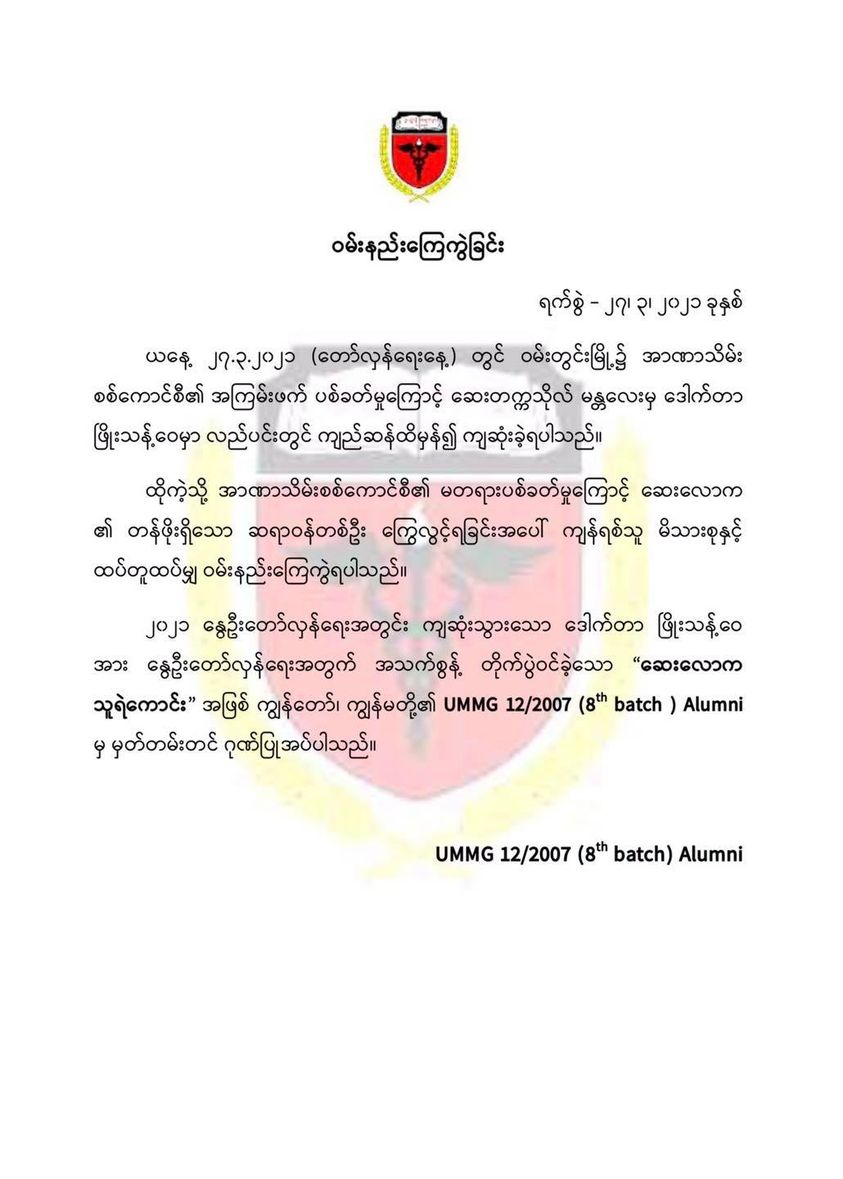 ဝမ်းနည်းကြေကွဲခြင်း
ရက်စွဲ – ၂၇၊ ၃၊ ၂၀၂၁ ခုနှစ်
ယနေ့ ၂၇.၃.၂၀၂၁ (တော်လှန်ရေးနေ့) တွင် ဝမ်းတွင်းမြို့၌ အာဏာသိမ်း
စစ်ကောင်စီ၏ အကြမ်းဖက် ပစ်ခတ်မှုကြောင့် ဆေးတက္ကသိုလ် မန္တလေးမှ ဒေါက်တာ
ဖြိုးသန့်ဝေမှာ လည်ပင်းတွင် ကျည်ဆန်ထိမှန်၍ ကျဆုံးခဲ့ရပါသည်။
ထိုကဲ့သို့ အာဏာသိမ်းစစ်ကောင်စီ၏ မတရားပစ်ခတ်မှုကြောင့် ဆေးလောက
၏ တန်ဖိုးရှိသော ဆရာဝန်တစ်ဦး ကြွေလွင့်ရခြင်းအပေါ် ကျန်ရစ်သူ မိသားစုနှင့်
ထပ်တူထပ်မျှ ဝမ်းနည်းကြေကွဲရပါသည်။
၂၀၂၁ နွေဦးတော်လှန်ရေးအတွင်း ကျဆုံးသွားသော ဒေါက်တာ ဖြိုးသန့်ဝေ
အား နွေဦးတော်လှန်ရေးအတွက် အသက်စွန့် တိုက်ပွဲဝင်ခဲ့သော “ဆေးလောက
သူရဲကောင်း” အဖြစ် ကျွန်တော်၊ ကျွန်မတို့၏ UMMG 12/2007 (8th batch ) Alumni
မှ မှတ်တမ်းတင် ဂုဏ်ပြုအပ်ပါသည်။
UMMG 12/2007 (8th batch) Alumni